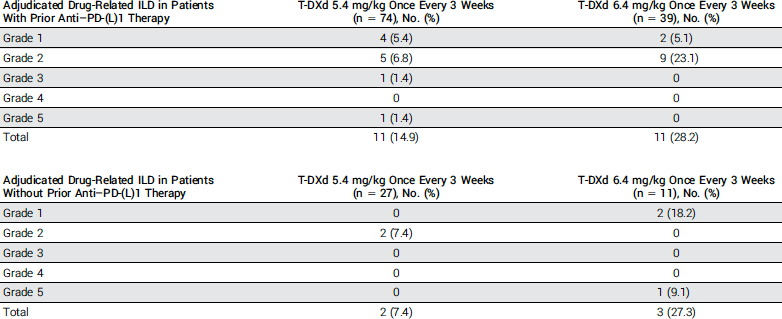 Adjudicated Drug-Related ILD in Patients With Prior Anti–PD-(L)1 Therapy T-DXd 5.4 mg/kg Once Every 3 Weeks (n = 74), No. (%) T-DXd 6.4 mg/kg Once Every 3 Weeks (n = 39), No. (%)
Grade 1 4 (5.4) 2 (5.1)
Grade 2 5 (6.8) 9 (23.1)
Grade 3 1 (1.4) 0
Grade 4 0 0
Grade 5 1 (1.4) 0
Total 11 (14.9) 11 (28.2)
Adjudicated Drug-Related ILD in Patients Without Prior Anti–PD-(L)1 Therapy T-DXd 5.4 mg/kg Once Every 3 Weeks (n = 27), No. (%) T-DXd 6.4 mg/kg Once Every 3 Weeks (n = 11), No. (%)
Grade 1 0 2 (18.2)
Grade 2 2 (7.4) 0
Grade 3 0 0
Grade 4 0 0
Grade 5 0 1 (9.1)
Total 2 (7.4) 3 (27.3)